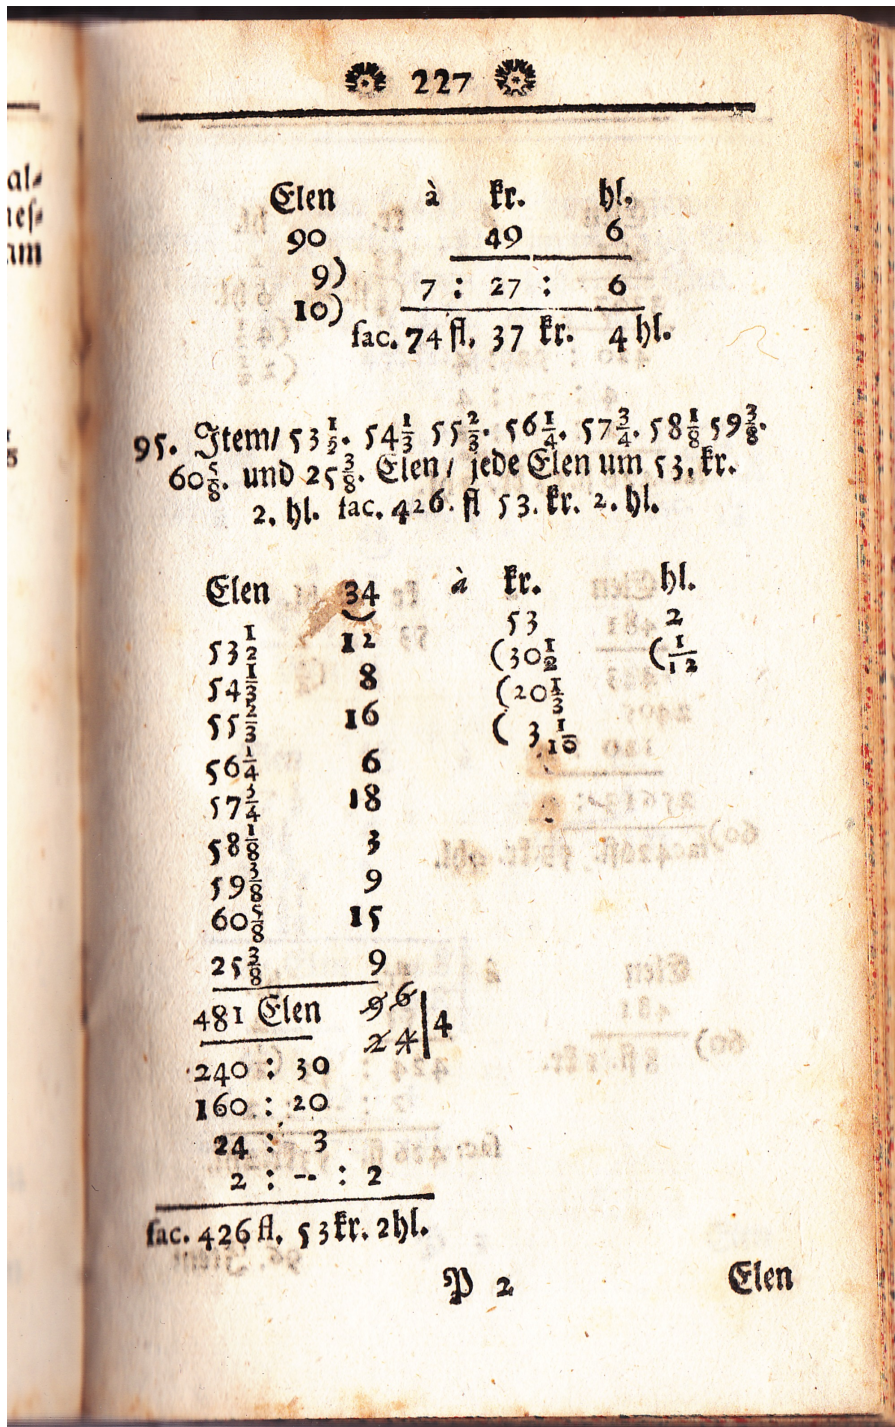 227
Elen à kr. hl.
90 49 6
9)
7 : 27 : 6
10)
fac. 74 fl, 37 kr. 4 hl.
95. Item/ 53½. 54⅓ 55⅔. 56¼. 57¾. 58⅛ 59⅜.
60⅝. und 25⅜. Elen/ jede Elen um 53. kr.
2. hl. fac. 426. fl 53. kr. 2. hl.
Elen 34 à kr. hl.
53 2
53½ 12 (30½ (1/12
54⅓ 8 (20⅓
55⅔ 16 ( 3 1/10
56¼ 6
57¾ 18
58⅛ 3
59⅜ 9
60⅝ 15
25⅜ 9
481 Elen 96
24 | 4
240 : 30
160 : 20
24 : 3
2 : -- : 2
fac. 426 fl, 53 kr. 2 hl.
P 2 Elen
al-
nes-
am